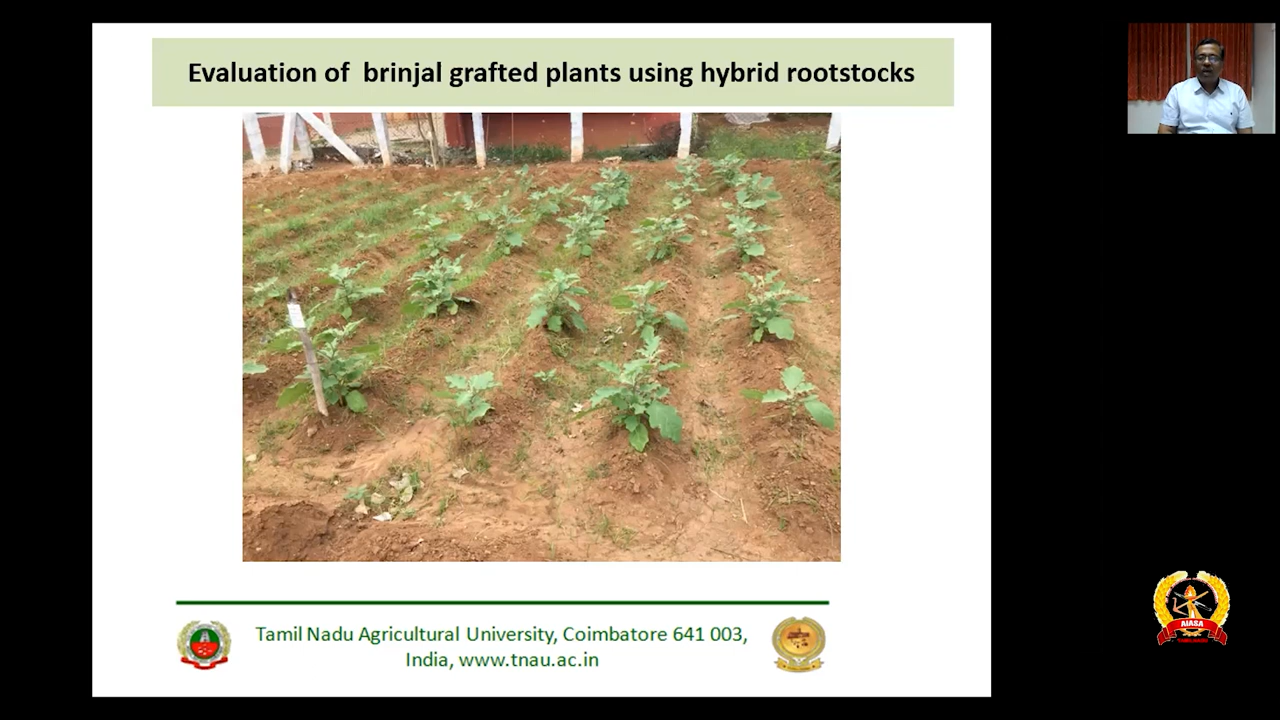 Evaluation of brinjal grafted plants using hybrid rootstocks
Tamil Nadu Agricultural University, Coimbatore 641 003,
India, www.tnau.ac.in
AIASA